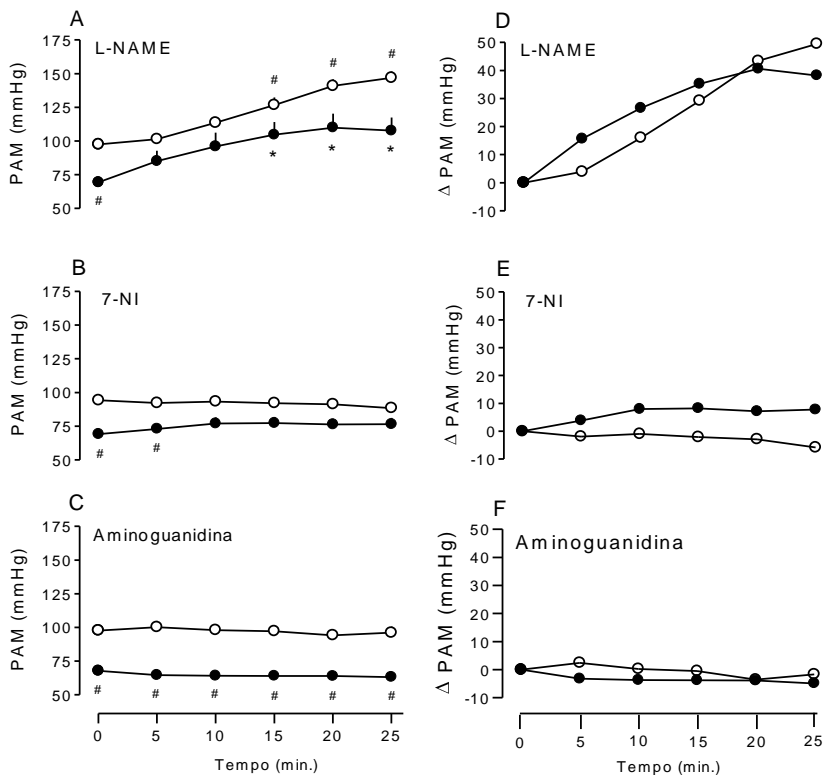 A
L-NAME
PAM (mmHg)
175
150
125
100
75
50
# # #
* * *
#
D
L-NAME
Δ PAM (mmHg)
50
40
30
20
10
0
-10
B
7-NI
PAM (mmHg)
175
150
125
100
75
50
# #
E
7-NI
Δ PAM (mmHg)
50
40
30
20
10
0
-10
C
Aminoguanidina
PAM (mmHg)
175
150
125
100
75
50
# # # # # #
0 5 10 15 20 25
Tempo (min.)
F
Aminoguanidina
Δ PAM (mmHg)
50
40
30
20
10
0
-10
0 5 10 15 20 25
Tempo (min.)